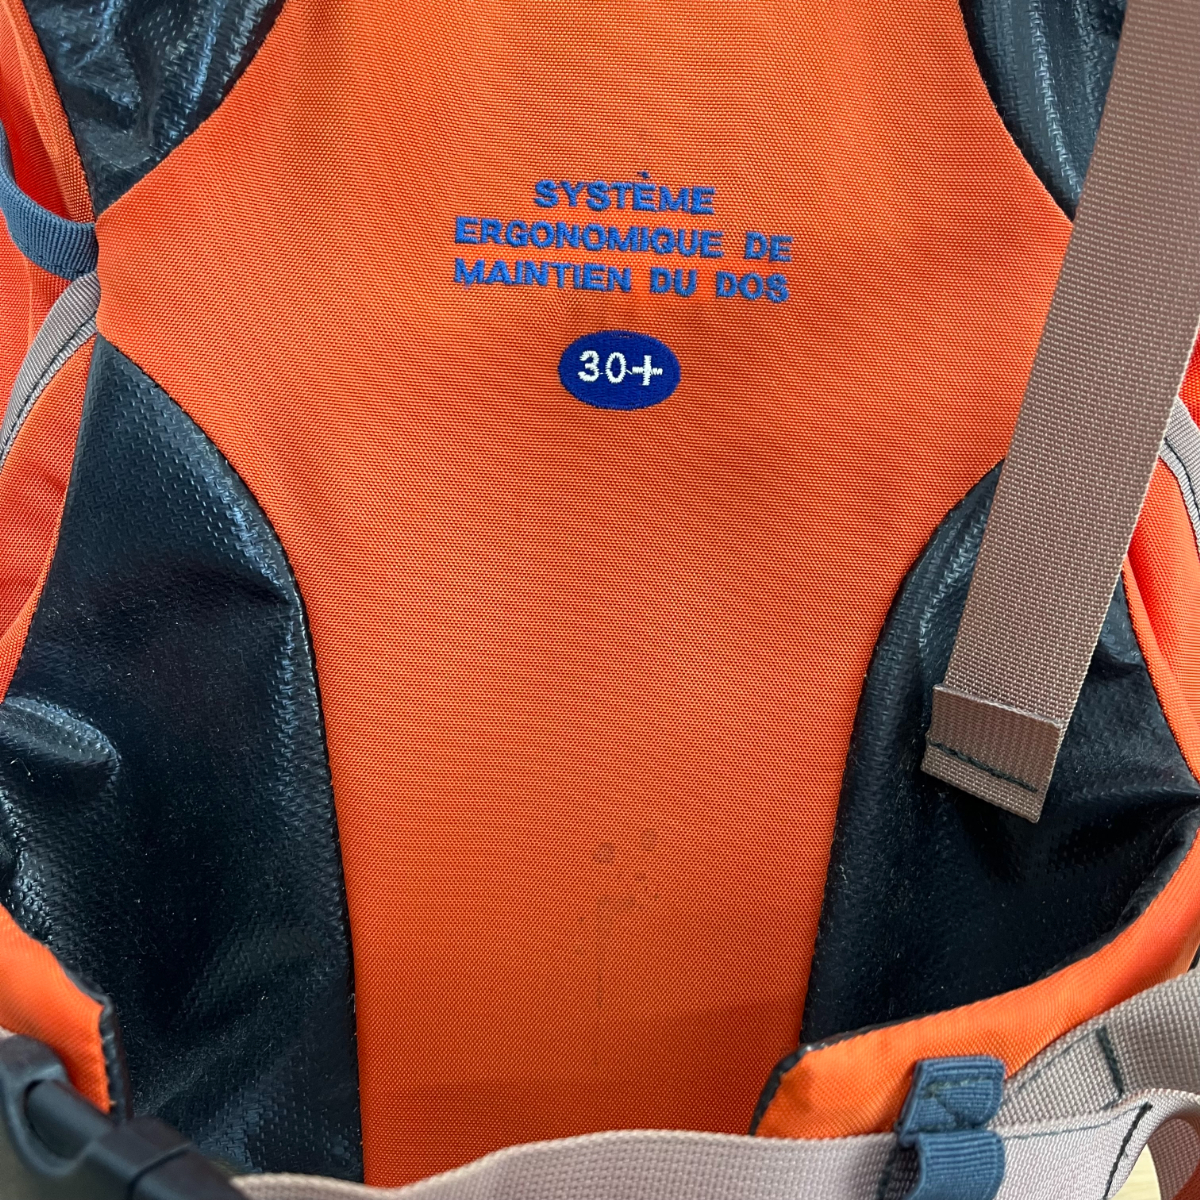 SYSTÈME
ERGONOMIQUE DE
MAINTIEN DU DOS
30+